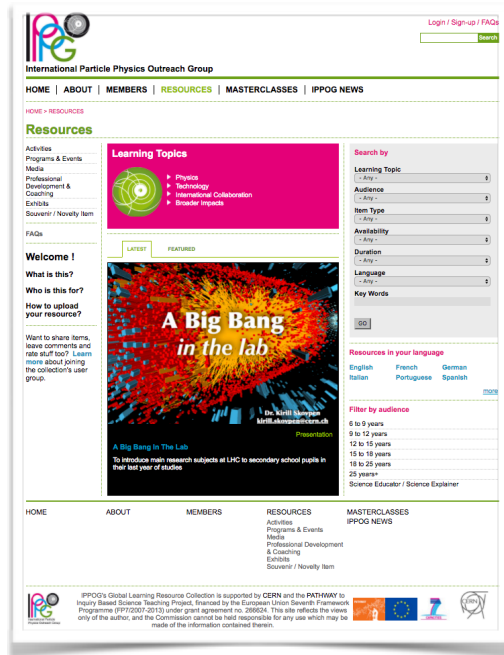 Login / Sign-up / FAQs
Search
IPPOG
International Particle Physics Outreach Group
HOME | ABOUT | MEMBERS | RESOURCES | MASTERCLASSES | IPPOG NEWS
HOME > RESOURCES
Resources
Activities
Programs & Events
Media
Professional
Development &
Coaching
Exhibits
Souvenir / Novelty Item
FAQs
Welcome !
What is this?
Who is this for?
How to upload
your resource?
Want to share items,
leave comments and
rate stuff too? Learn
more about joining
the collection's user
group.
Learning Topics
Physics
Technology
International Collaboration
Broader Impacts
LATEST
FEATURED
A Big Bang
in the lab
Dr. Kirill Skovpen
kirill.skovpen@cern.ch
Presentation
A Big Bang In The Lab
To introduce main research subjects at LHC to secondary school pupils in
their last year of studies
Search by
Learning Topic
- Any -
Audience
- Any -
Item Type
- Any -
Availability
- Any -
Duration
- Any -
Language
- Any -
Key Words
GO
Resources in your language
English French German
Italian Portuguese Spanish
more
Filter by audience
6 to 9 years
9 to 12 years
12 to 15 years
15 to 18 years
18 to 25 years
25 years+
Science Educator / Science Explainer
HOME
ABOUT
MEMBERS
RESOURCES
Activities
Programs & Events
Media
Professional Development
& Coaching
Exhibits
Souvenir / Novelty Item
MASTERCLASSES
IPPOG NEWS
IPPOG's Global Learning Resource Collection is supported by CERN and the PATHWAY to
Inquiry Based Science Teaching Project, financed by the European Union Seventh Framework
Programme (FP7/2007-2013) under grant agreement no. 266624. This site reflects the views
only of the author, and the Commission cannot be held responsible for any use which may be
made of the information contained therein.
CERN